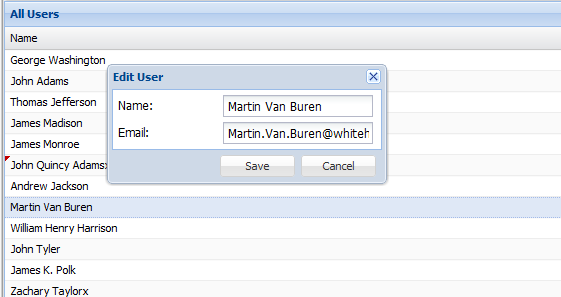 All Users
Name
George Washington
John Adams
Thomas Jefferson
James Madison
James Monroe
John Quincy Adamsx
Andrew Jackson
Martin Van Buren
William Henry Harrison
John Tyler
James K. Polk
Zachary Taylorx
Edit User
Name:
Martin Van Buren
Email:
Martin.Van.Buren@whiteh
Save
Cancel